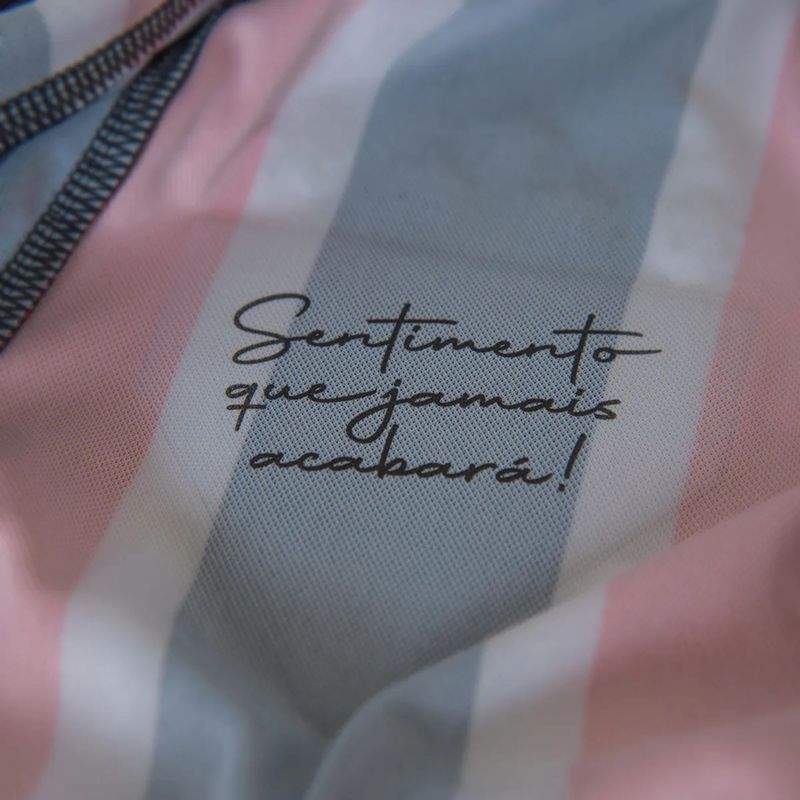 Sentimento
que jamais
acabará!